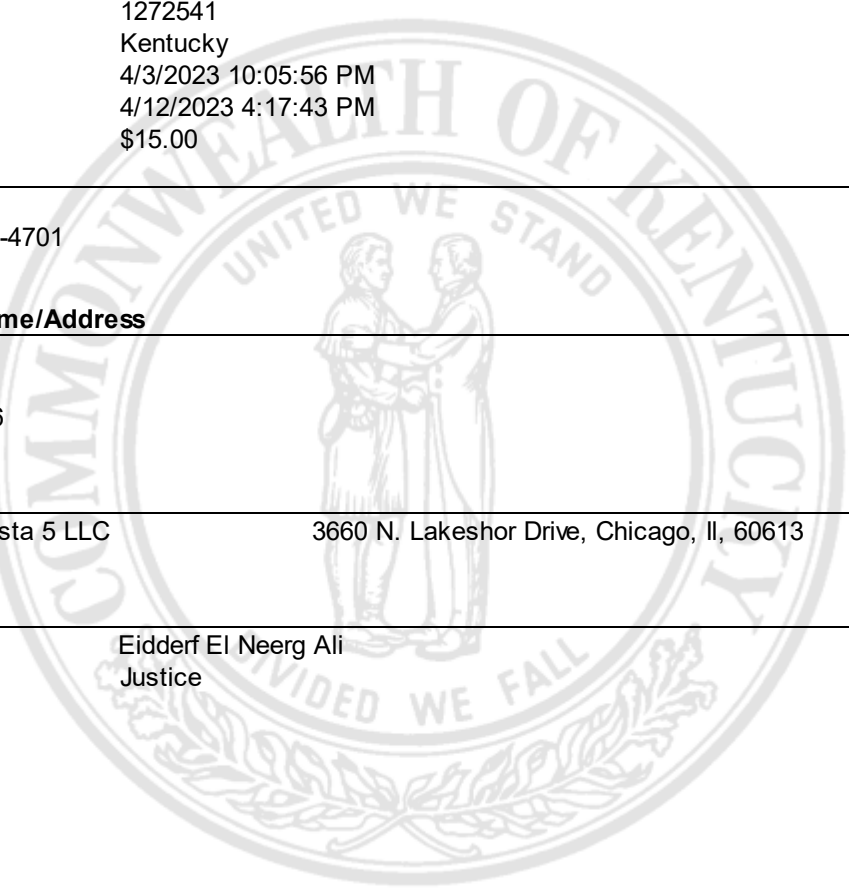 1272541
Kentucky
4/3/2023 10:05:56 PM
4/12/2023 4:17:43 PM
$15.00
-4701
me/Address
6
sta 5 LLC 3660 N. Lakeshor Drive, Chicago, Il, 60613
Eidderf El Neerg Ali
Justice
COMMONWEALTH OF KENTUCKY
UNITED WE STAND
DIVIDED WE FALL